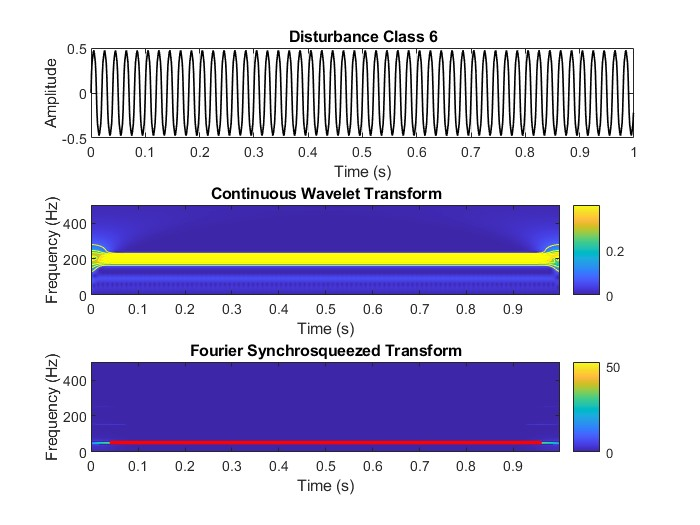 Disturbance Class 6
0.5
0
-0.5
Amplitude
0 0.1 0.2 0.3 0.4 0.5 0.6 0.7 0.8 0.9 1
Time (s)
Continuous Wavelet Transform
400
200
0
Frequency (Hz)
0.2
0
0 0.1 0.2 0.3 0.4 0.5 0.6 0.7 0.8 0.9
Time (s)
Fourier Synchrosqueezed Transform
400
200
0
Frequency (Hz)
50
0
0 0.1 0.2 0.3 0.4 0.5 0.6 0.7 0.8 0.9
Time (s)